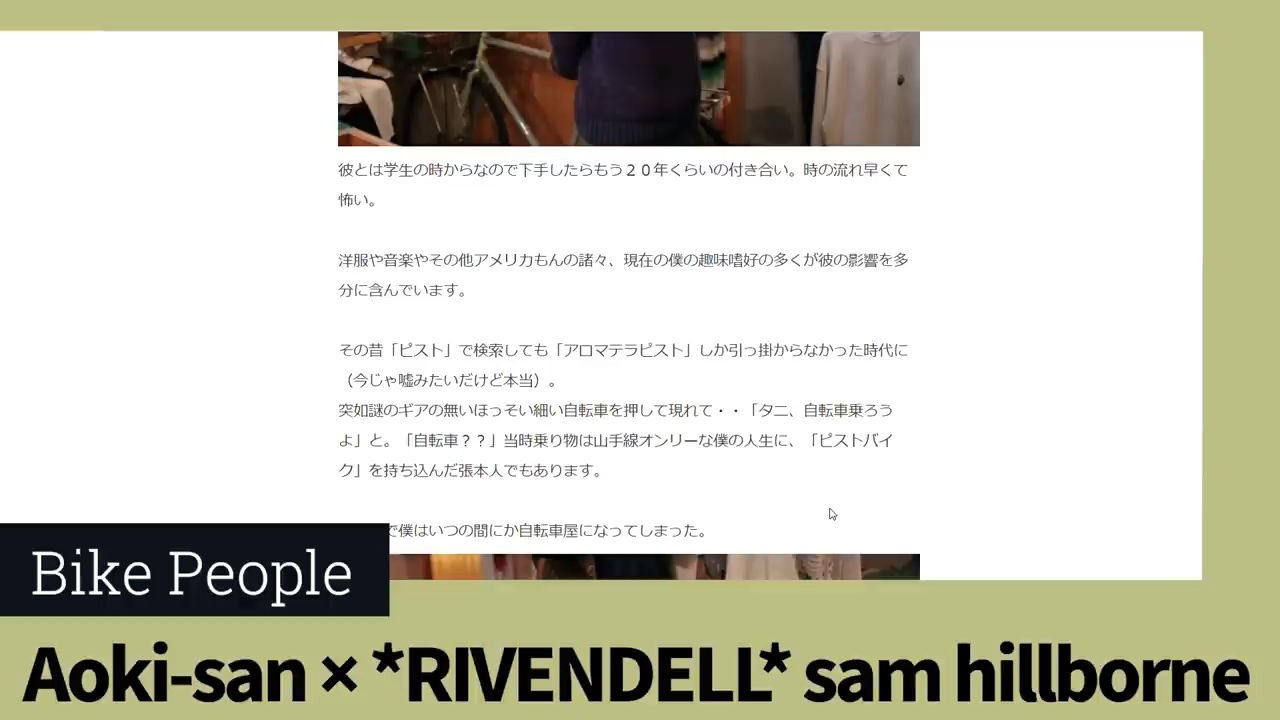 彼とは学生の時からなので下手したらもう２０年くらいの付き合い。時の流れ早くて
怖い。
洋服や音楽やその他アメリカもんの諸々、現在の僕の趣味嗜好の多くが彼の影響を多
分に含んでいます。
その昔「ピスト」で検索しても「アロマテラピスト」しか引っ掛からなかった時代に
（今じゃ嘘みたいだけど本当）。
突如謎のギアの無いほっそい細い自転車を押して現れて・・「タニ、自転車乗ろう
よ」と。「自転車？？」当時乗り物は山手線オンリーな僕の人生に、「ピストバイ
ク」を持ち込んだ張本人でもあります。
で僕はいつの間にか自転車屋になってしまった。
Bike People
Aoki-san × *RIVENDELL* sam hillborne